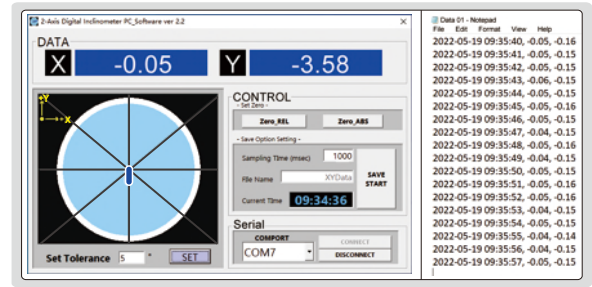 2-Axis Digital Inclinometer PC_Software ver 2.2
DATA
X -0.05 Y -3.58
+Y
+X
CONTROL
- Set Zero -
Zero_REL Zero_ABS
- Save Option Setting -
Sampling Time (msec) 1000
File Name XYData
SAVE START
Current Time 09:34:36
Serial
COMPORT
COM7
CONNECT
DISCONNECT
Set Tolerance 5 ° SET
Data 01 - Notepad
File Edit Format View Help
2022-05-19 09:35:40, -0.05, -0.16
2022-05-19 09:35:41, -0.05, -0.15
2022-05-19 09:35:42, -0.05, -0.15
2022-05-19 09:35:43, -0.06, -0.15
2022-05-19 09:35:44, -0.05, -0.15
2022-05-19 09:35:45, -0.05, -0.16
2022-05-19 09:35:46, -0.05, -0.15
2022-05-19 09:35:47, -0.04, -0.15
2022-05-19 09:35:48, -0.05, -0.16
2022-05-19 09:35:49, -0.04, -0.15
2022-05-19 09:35:50, -0.05, -0.15
2022-05-19 09:35:51, -0.05, -0.16
2022-05-19 09:35:52, -0.05, -0.16
2022-05-19 09:35:53, -0.04, -0.15
2022-05-19 09:35:54, -0.05, -0.15
2022-05-19 09:35:55, -0.04, -0.14
2022-05-19 09:35:56, -0.04, -0.15
2022-05-19 09:35:57, -0.05, -0.15